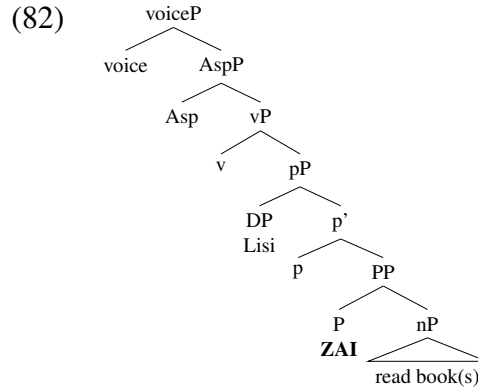 (82)
voiceP
voice AspP
Asp vP
v pP
DP p'
Lisi
p PP
P nP
ZAI
read book(s)